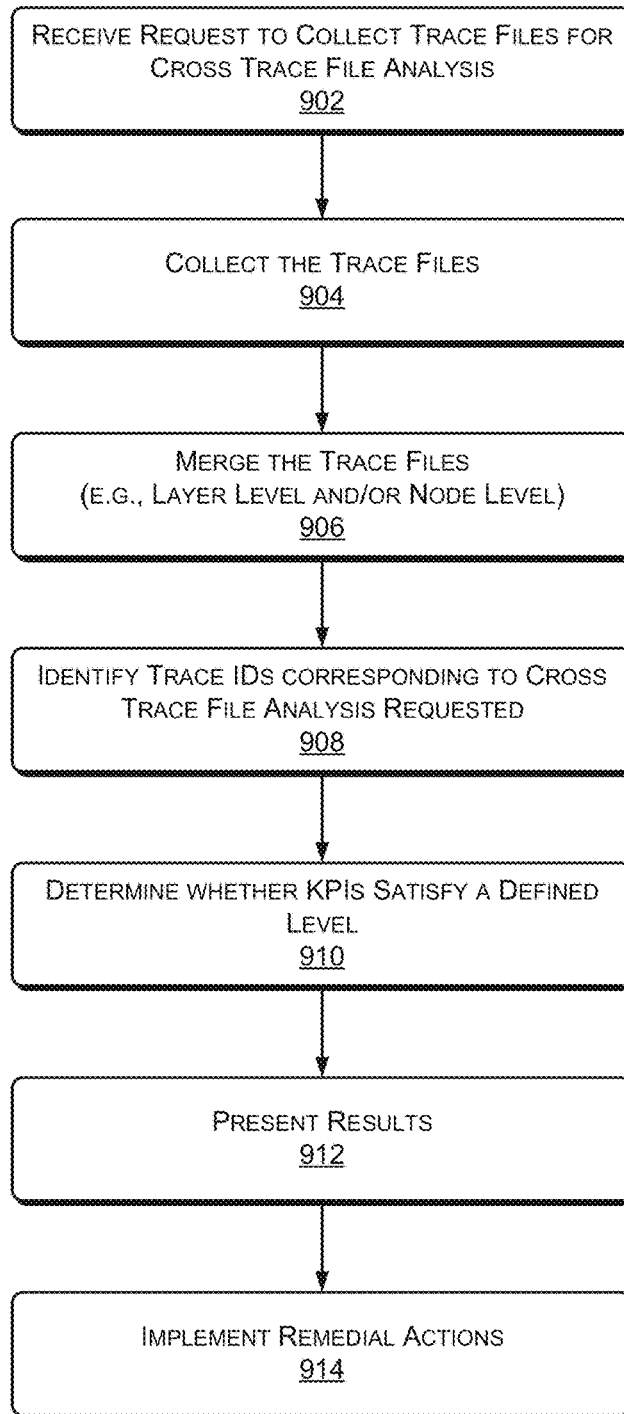 RECEIVE REQUEST TO COLLECT TRACE FILES FOR
CROSS TRACE FILE ANALYSIS
902
COLLECT THE TRACE FILES
904
MERGE THE TRACE FILES
(E.G., LAYER LEVEL AND/OR NODE LEVEL)
906
IDENTIFY TRACE IDS CORRESPONDING TO CROSS
TRACE FILE ANALYSIS REQUESTED
908
DETERMINE WHETHER KPIS SATISFY A DEFINED
LEVEL
910
PRESENT RESULTS
912
IMPLEMENT REMEDIAL ACTIONS
914